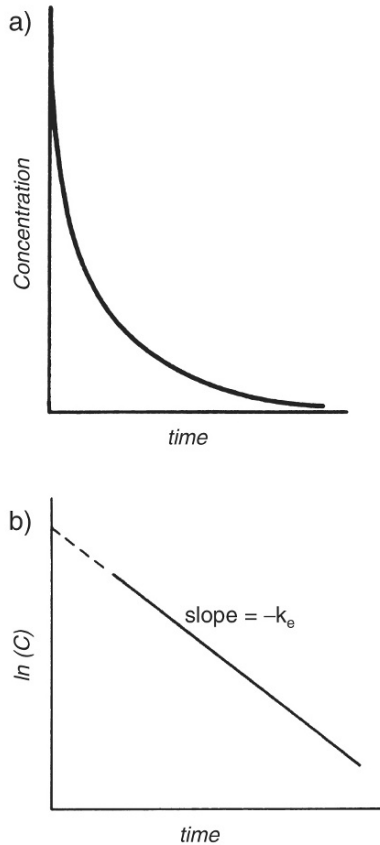 a)
Concentration
time
b)
ln (C)
slope = –kₑ
time